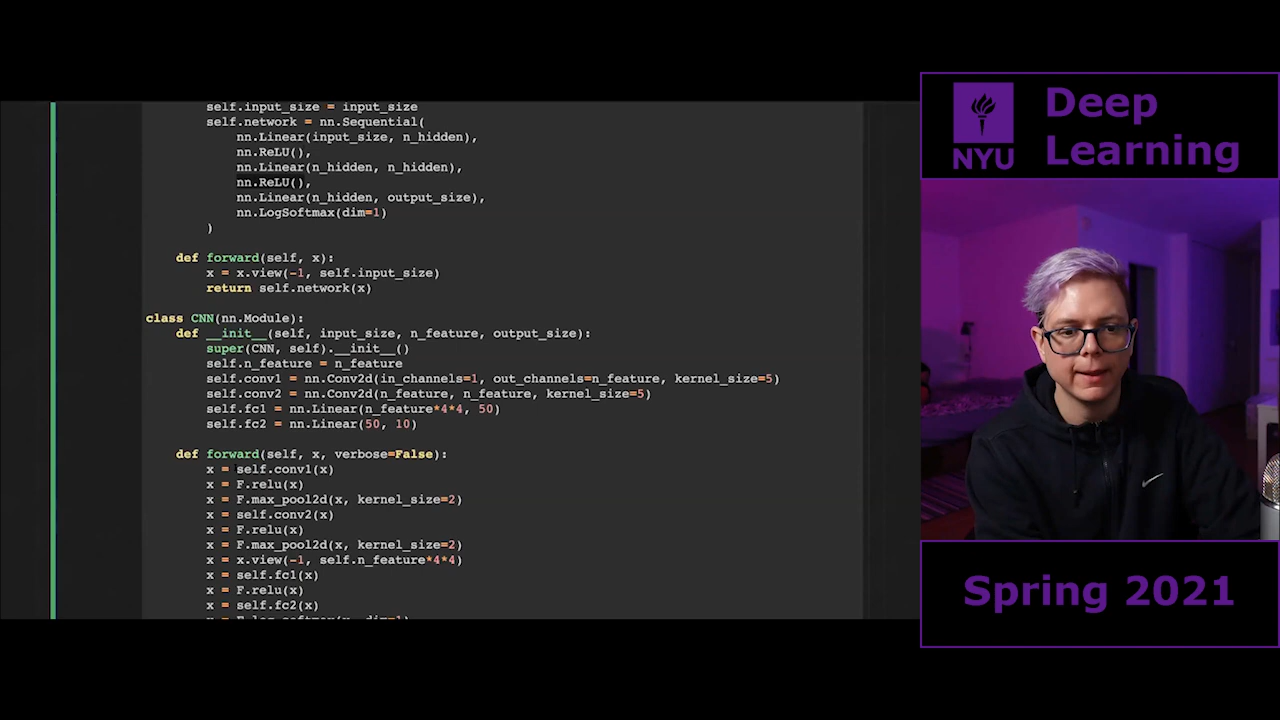 self.input_size = input_size
self.network = nn.Sequential(
nn.Linear(input_size, n_hidden),
nn.ReLU(),
nn.Linear(n_hidden, n_hidden),
nn.ReLU(),
nn.Linear(n_hidden, output_size),
nn.LogSoftmax(dim=1)
)
def forward(self, x):
x = x.view(-1, self.input_size)
return self.network(x)
class CNN(nn.Module):
def __init__(self, input_size, n_feature, output_size):
super(CNN, self).__init__()
self.n_feature = n_feature
self.conv1 = nn.Conv2d(in_channels=1, out_channels=n_feature, kernel_size=5)
self.conv2 = nn.Conv2d(n_feature, n_feature, kernel_size=5)
self.fc1 = nn.Linear(n_feature*4*4, 50)
self.fc2 = nn.Linear(50, 10)
def forward(self, x, verbose=False):
x = self.conv1(x)
x = F.relu(x)
x = F.max_pool2d(x, kernel_size=2)
x = self.conv2(x)
x = F.relu(x)
x = F.max_pool2d(x, kernel_size=2)
x = x.view(-1, self.n_feature*4*4)
x = self.fc1(x)
x = F.relu(x)
x = self.fc2(x)
NYU
Deep
Learning
Spring 2021